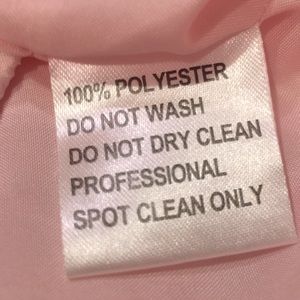 100% POLYESTER
DO NOT WASH
DO NOT DRY CLEAN
PROFESSIONAL
SPOT CLEAN ONLY